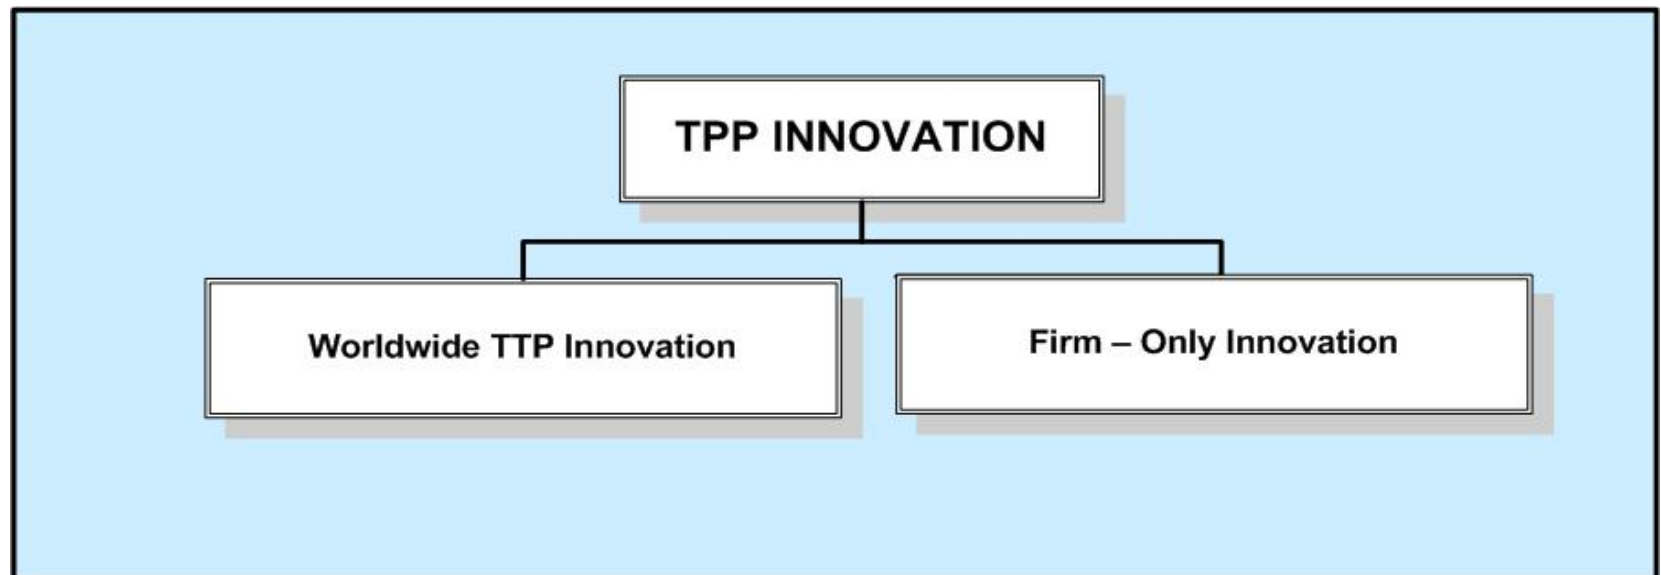 TPP INNOVATION
Worldwide TTP Innovation
Firm – Only Innovation